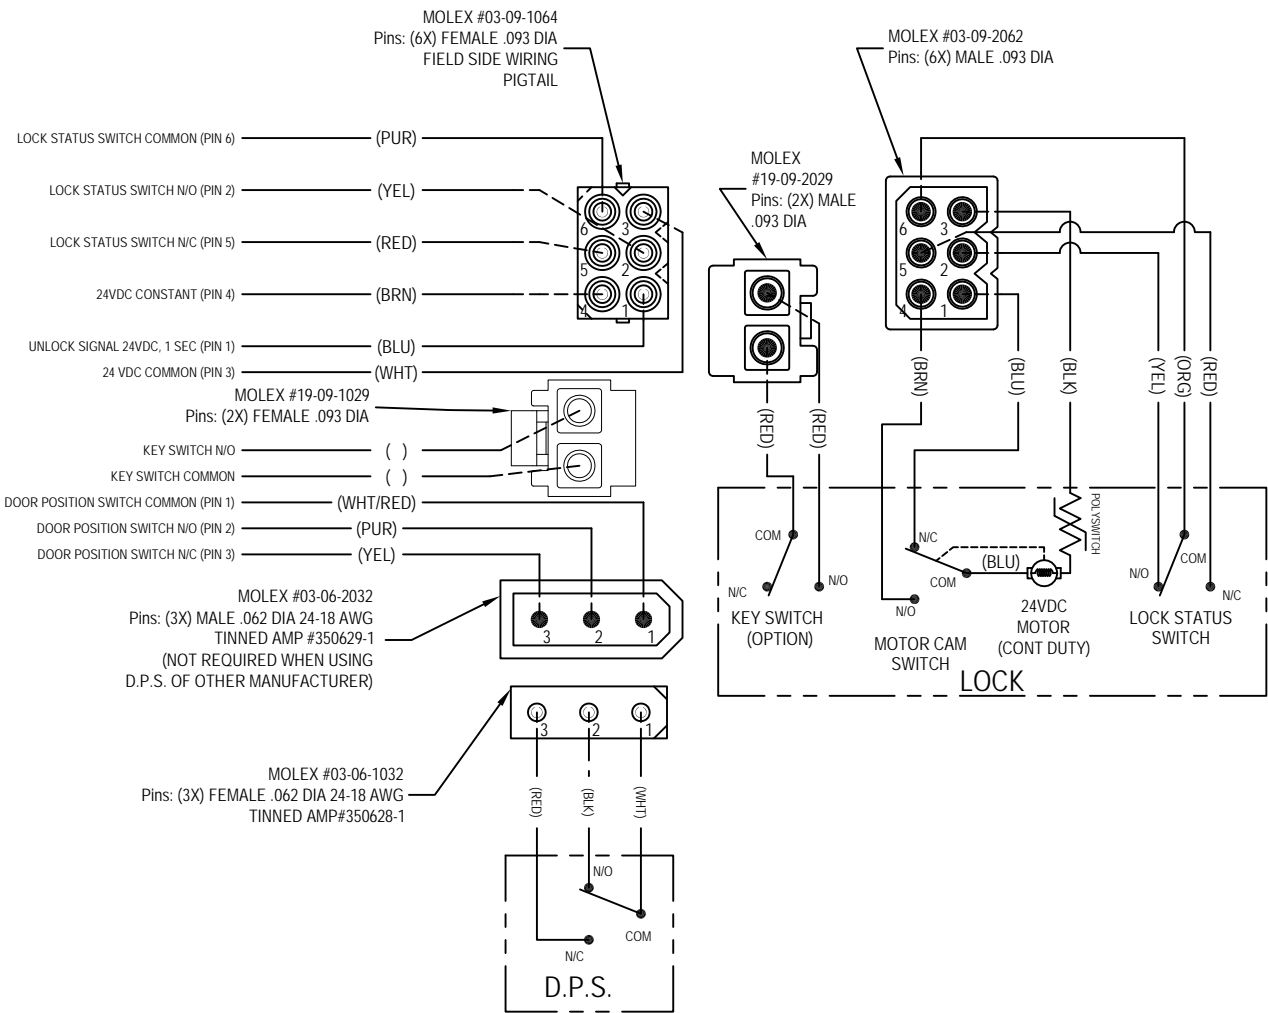 MOLEX #03-09-1064
Pins: (6X) FEMALE .093 DIA
FIELD SIDE WIRING
PIGTAIL
MOLEX #03-09-2062
Pins: (6X) MALE .093 DIA
LOCK STATUS SWITCH COMMON (PIN 6) (PUR)
LOCK STATUS SWITCH N/O (PIN 2) (YEL)
LOCK STATUS SWITCH N/C (PIN 5) (RED)
24VDC CONSTANT (PIN 4) (BRN)
UNLOCK SIGNAL 24VDC, 1 SEC (PIN 1) (BLU)
24 VDC COMMON (PIN 3) (WHT)
6 3
5 2
4 1
MOLEX
#19-09-2029
Pins: (2X) MALE
.093 DIA
6 3
5 2
4 1
MOLEX #19-09-1029
Pins: (2X) FEMALE .093 DIA
KEY SWITCH N/O ( )
KEY SWITCH COMMON ( )
DOOR POSITION SWITCH COMMON (PIN 1) (WHT/RED)
DOOR POSITION SWITCH N/O (PIN 2) (PUR)
DOOR POSITION SWITCH N/C (PIN 3) (YEL)
(RED) (RED)
(BRN) (BLU) (BLK) (YEL) (ORG) (RED)
MOLEX #03-06-2032
Pins: (3X) MALE .062 DIA 24-18 AWG
TINNED AMP #350629-1
(NOT REQUIRED WHEN USING
D.P.S. OF OTHER MANUFACTURER)
3 2 1
COM
N/C N/O
KEY SWITCH
(OPTION)
N/C
COM
N/O
MOTOR CAM
SWITCH
(BLU)
POLYSWITCH
24VDC
MOTOR
(CONT DUTY)
COM
N/O N/C
LOCK STATUS
SWITCH
LOCK
3 2 1
MOLEX #03-06-1032
Pins: (3X) FEMALE .062 DIA 24-18 AWG
TINNED AMP#350628-1
(RED) (BLK) (WHT)
N/O
COM
N/C
D.P.S.